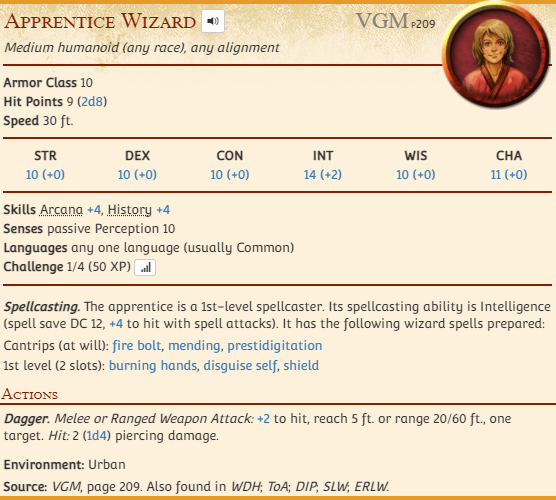 Apprentice Wizard VGM P209
Medium humanoid (any race), any alignment
Armor Class 10
Hit Points 9 (2d8)
Speed 30 ft.
STR DEX CON INT WIS CHA
10 (+0) 10 (+0) 10 (+0) 14 (+2) 10 (+0) 11 (+0)
Skills Arcana +4, History +4
Senses passive Perception 10
Languages any one language (usually Common)
Challenge 1/4 (50 XP)
Spellcasting. The apprentice is a 1st-level spellcaster. Its spellcasting ability is Intelligence
(spell save DC 12, +4 to hit with spell attacks). It has the following wizard spells prepared:
Cantrips (at will): fire bolt, mending, prestidigitation
1st level (2 slots): burning hands, disguise self, shield
Actions
Dagger. Melee or Ranged Weapon Attack: +2 to hit, reach 5 ft. or range 20/60 ft., one
target. Hit: 2 (1d4) piercing damage.
Environment: Urban
Source: VGM, page 209. Also found in WDH; ToA; DIP; SLW; ERLW.